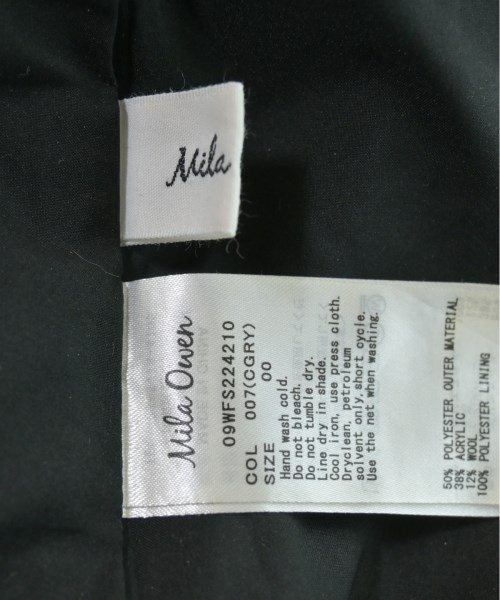 Mila
Mila Owen
09WFS224210
COL 007(CGRY)
SIZE 00
Hand wash cold.
Do not bleach.
Do not tumble dry.
Line dry in shade.
Cool iron, use press cloth.
Dryclean, petroleum
solvent only,short cycle.
Use the net when washing.
50% POLYESTER OUTER MATERIAL
38% ACRYLIC
12% WOOL
100% POLYESTER LINING